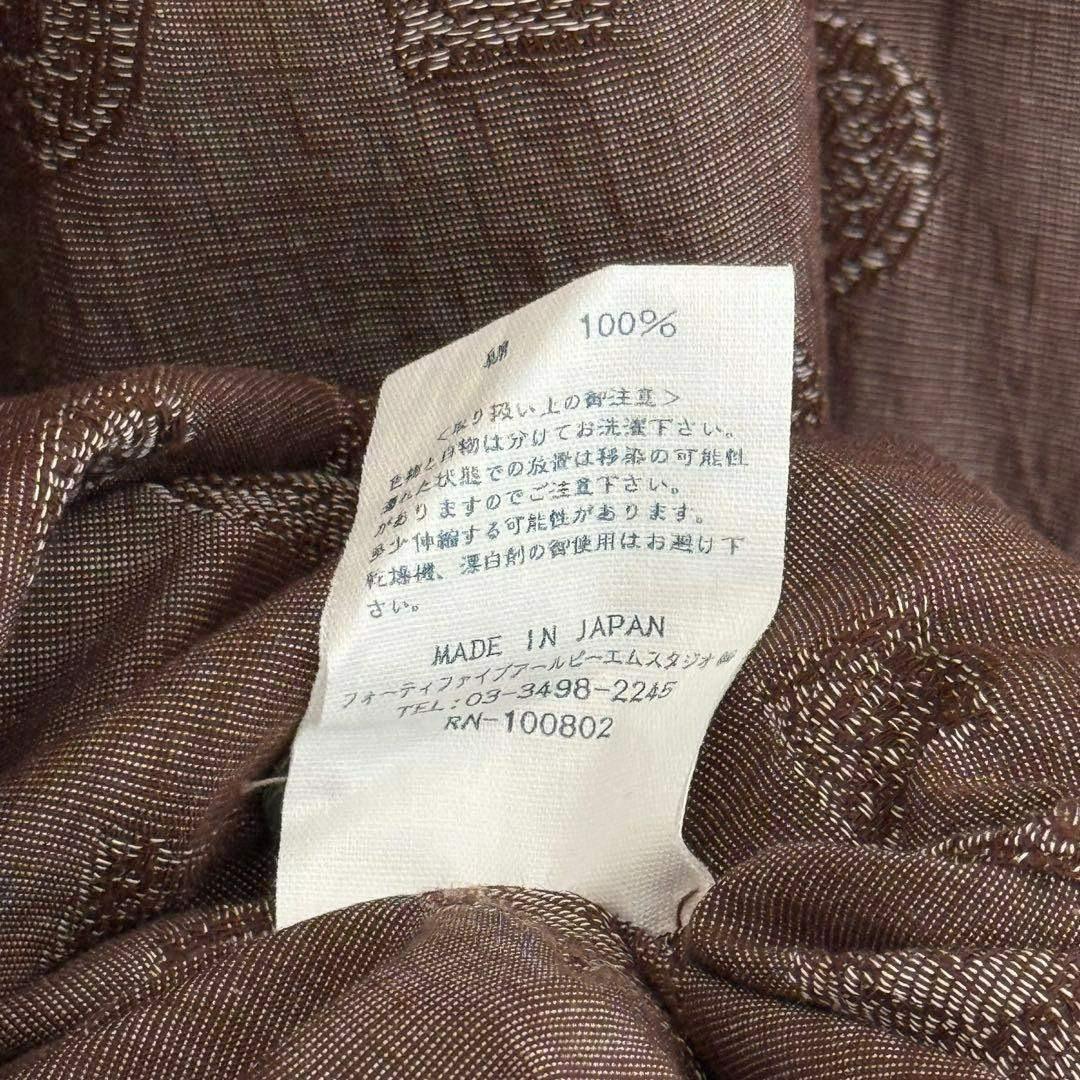 綿 100%
<取り扱い上の御注意>
色物と白物は分けてお洗濯下さい。
濡れた状態での放置は移染の可能性
がありますのでご注意下さい。
多少伸縮する可能性があります。
乾燥機、漂白剤の御使用はお避け下
さい。
MADE IN JAPAN
フォーティファイブアールピーエムスタジオ㈱
TEL:03-3498-2245
RN-100802